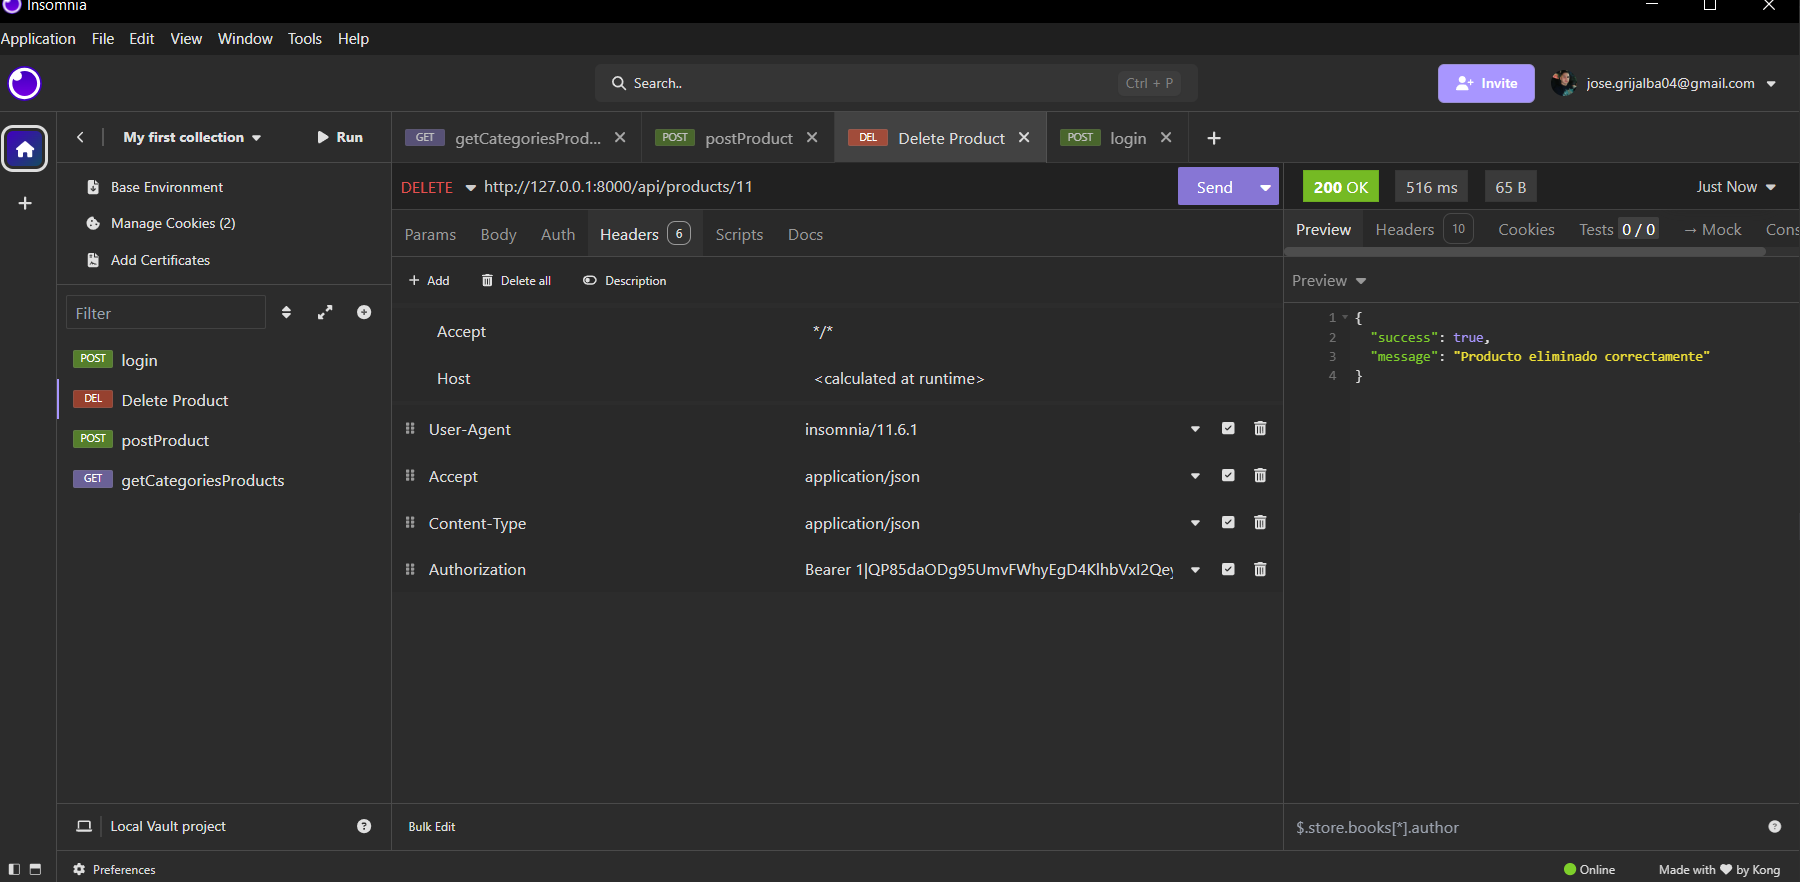 Insomnia
Application File Edit View Window Tools Help
Search.. Ctrl + P
Invite
jose.grijalba04@gmail.com
My first collection
Run
GET getCategoriesProd...
POST postProduct
DEL Delete Product
POST login
Base Environment
Manage Cookies (2)
Add Certificates
Filter
POST login
DEL Delete Product
POST postProduct
GET getCategoriesProducts
Local Vault project
DELETE http://127.0.0.1:8000/api/products/11
Send
Params Body Auth Headers 6 Scripts Docs
Add Delete all Description
Accept */*
Host <calculated at runtime>
User-Agent insomnia/11.6.1
Accept application/json
Content-Type application/json
Authorization Bearer 1|QP85daODg95UmvFWhyEgD4KlhbVxI2Qey
Bulk Edit
200 OK 516 ms 65 B Just Now
Preview Headers 10 Cookies Tests 0 / 0 → Mock Cons
Preview
1 {
2 "success": true,
3 "message": "Producto eliminado correctamente"
4 }
$.store.books[*].author
Preferences
Online
Made with ❤ by Kong